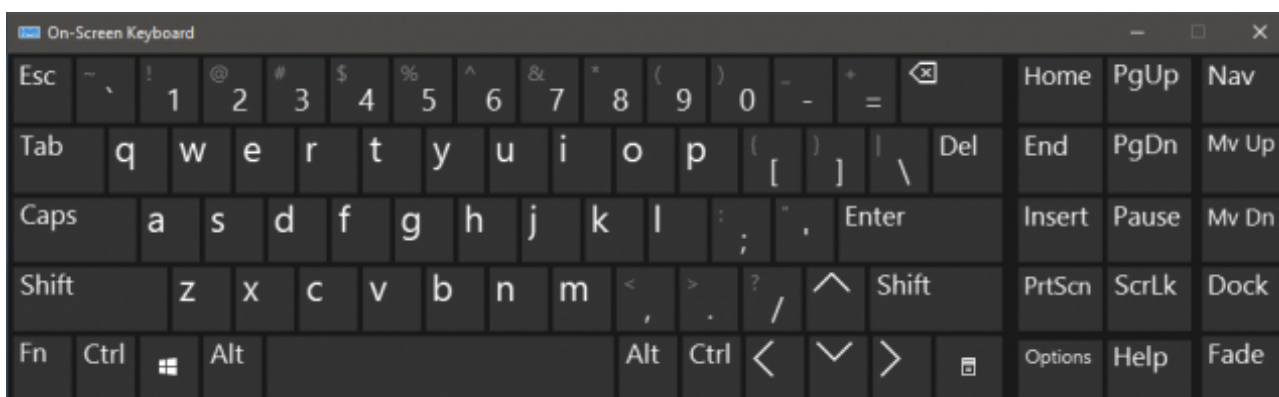 On-Screen Keyboard
Esc ~ ` ! 1 @ 2 # 3 $ 4 % 5 ^ 6 & 7 * 8 ( 9 ) 0 _ - + = Home PgUp Nav
Tab q w e r t y u i o p { [ } ] | \ Del End PgDn Mv Up
Caps a s d f g h j k l : ; " ' Enter Insert Pause Mv Dn
Shift z x c v b n m < , > . ? / Shift PrtScn ScrLk Dock
Fn Ctrl Alt Alt Ctrl Options Help Fade